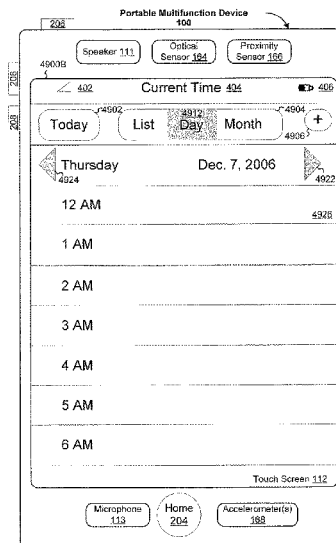 206
Portable Multifunction Device
100
Speaker 111
Optical Sensor 164
Proximity Sensor 166
4900B
208
208
402
Current Time 404
406
4902
4912
4904
Today
List
Day
Month
+
4906
Thursday
Dec. 7, 2006
4924
4922
12 AM
4926
1 AM
2 AM
3 AM
4 AM
5 AM
6 AM
Touch Screen 112
Microphone 113
Home 204
Accelerometer(s) 168